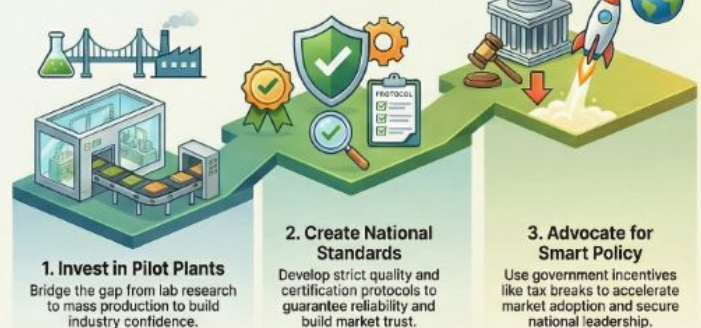 PROTOCOL
1. Invest in Pilot Plants
Bridge the gap from lab research
to mass production to build
industry confidence.
2. Create National
Standards
Develop strict quality and
certification protocols to
guarantee reliability and
build market trust.
3. Advocate for
Smart Policy
Use government incentives
like tax breaks to accelerate
market adoption and secure
national leadership.